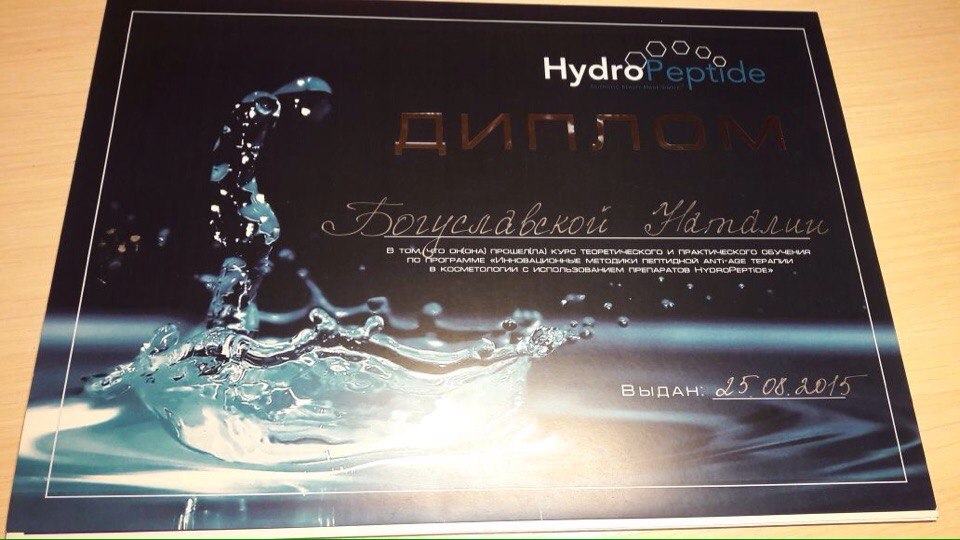 HydroPeptide
ДИПЛОМ
Богуславской Наталии
В том, что он(она) прошел(ла) курс теоретического и практического обучения
по программе «Инновационные методики пептидной anti-age терапии
в косметологии с использованием препаратов HydroPeptide»
Выдан: 25.08.2015